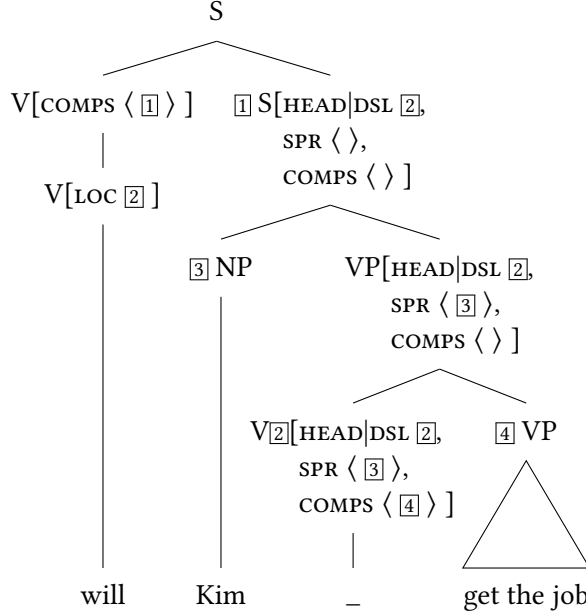 S
V[COMPS ⟨ 1 ⟩ ] 1 S[HEAD|DSL 2,
SPR ⟨ ⟩,
COMPS ⟨ ⟩ ]
V[LOC 2 ]
3 NP VP[HEAD|DSL 2,
SPR ⟨ 3 ⟩,
COMPS ⟨ ⟩ ]
V2[HEAD|DSL 2, 4 VP
SPR ⟨ 3 ⟩,
COMPS ⟨ 4 ⟩ ]
will Kim _ get the job